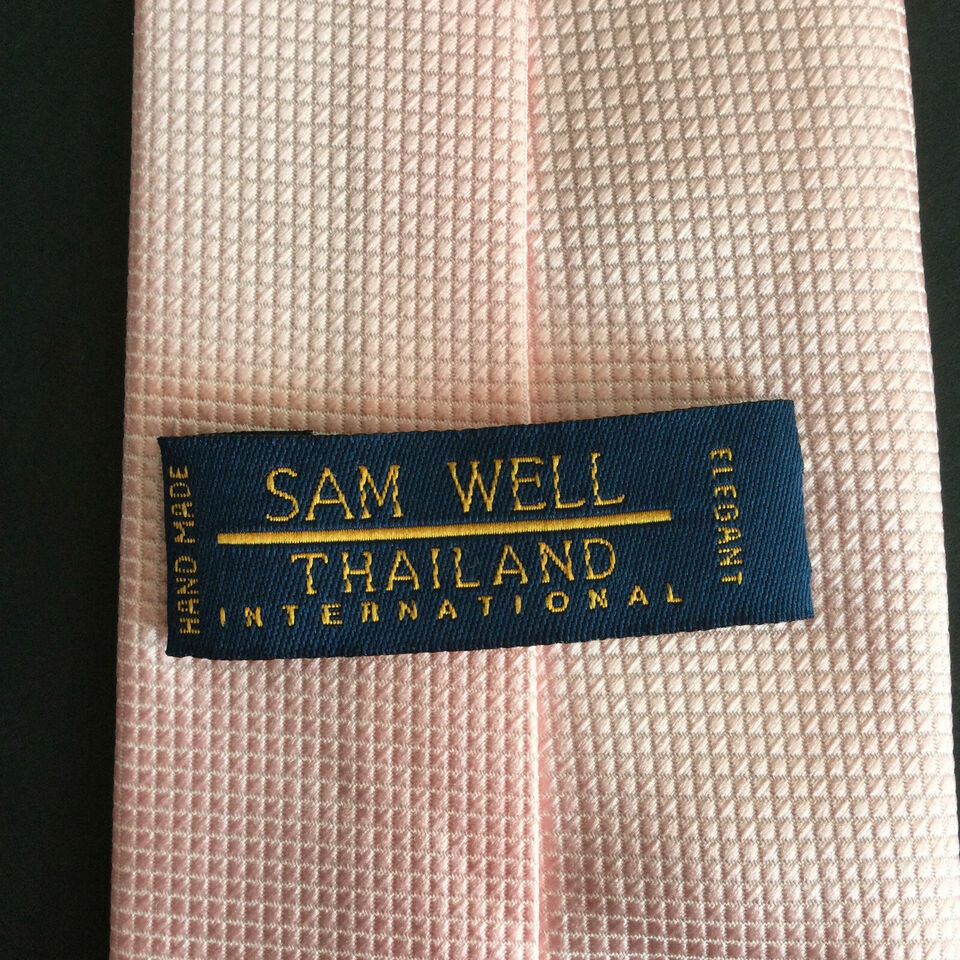 HAND MADE
SAM WELL
THAILAND
INTERNATIONAL
ELEGANT